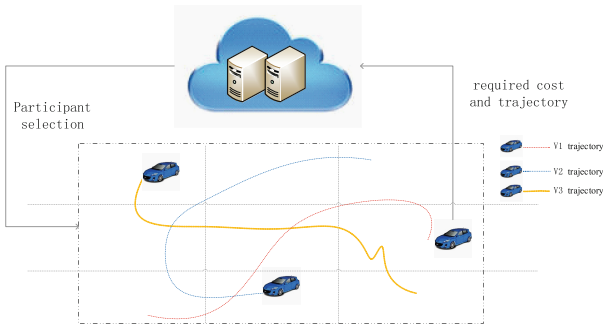 Participant
selection
required cost
and trajectory
V1 trajectory
V2 trajectory
V3 trajectory